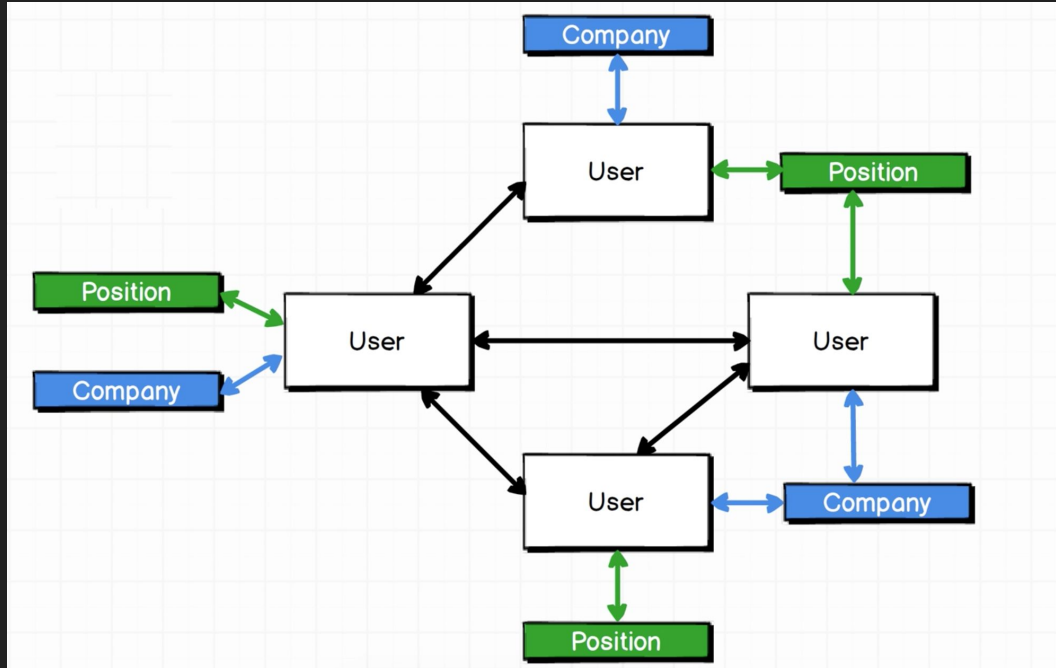 Company
User
Position
Position
User
User
Company
User
Company
Position